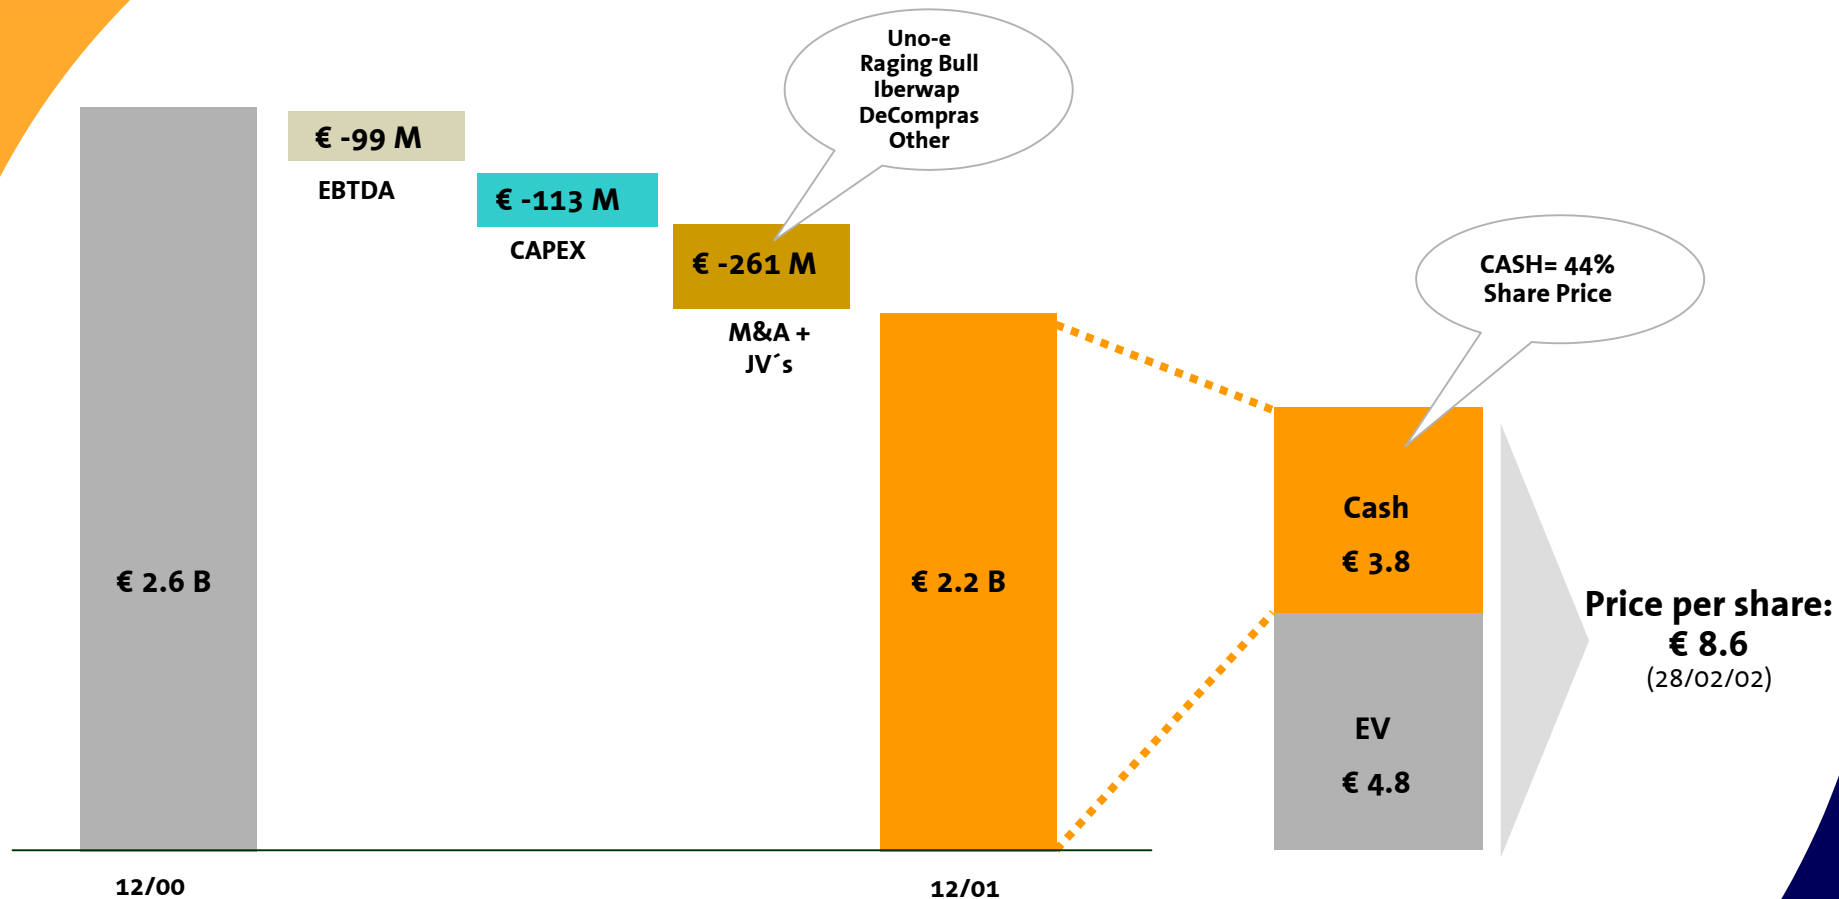 Uno-e
Raging Bull
Iberwap
DeCompras
Other
€ -99 M
EBTDA
€ -113 M
CAPEX
€ -261 M
M&A +
JV´s
CASH= 44%
Share Price
€ 2.6 B
€ 2.2 B
Cash
€ 3.8
EV
€ 4.8
Price per share:
€ 8.6
(28/02/02)
12/00
12/01